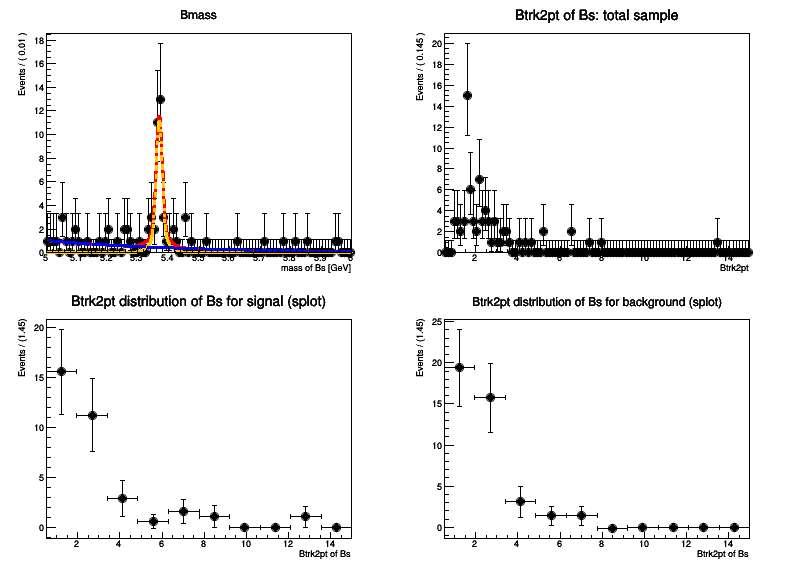 Bmass
Events / ( 0.01 )
18
16
14
12
10
8
6
4
2
0
5 5.1 5.2 5.3 5.4 5.5 5.6 5.7 5.8 5.9 6
mass of Bs [GeV]
Btrk2pt of Bs: total sample
Events / ( 0.145 )
20
18
16
14
12
10
8
6
4
2
0
2 4 6 8 10 12 14
Btrk2pt
Btrk2pt distribution of Bs for signal (splot)
Events / (1.45)
20
15
10
5
0
2 4 6 8 10 12 14
Btrk2pt of Bs
Btrk2pt distribution of Bs for background (splot)
Events / (1.45)
25
20
15
10
5
0
2 4 6 8 10 12 14
Btrk2pt of Bs